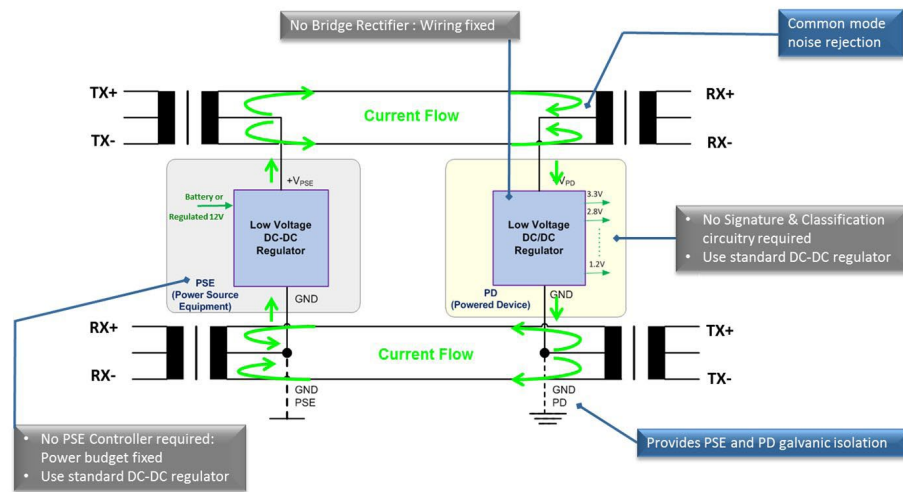 No Bridge Rectifier : Wiring fixed
Common mode
noise rejection
TX+
TX-
Current Flow
RX+
RX-
+VPSE
Battery or
Regulated 12V
Low Voltage
DC-DC
Regulator
PSE
(Power Source
Equipment)
GND
+VPD
Low Voltage
DC/DC
Regulator
3.3V
2.8V
1.2V
PD
(Powered Device)
GND
• No Signature & Classification
circuitry required
• Use standard DC-DC regulator
RX+
RX-
Current Flow
TX+
TX-
GND
PSE
GND
PD
• No PSE Controller required:
Power budget fixed
• Use standard DC-DC regulator
Provides PSE and PD galvanic isolation